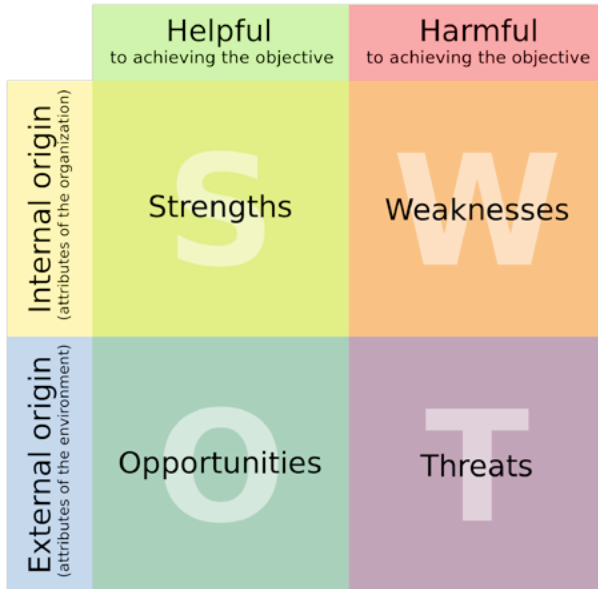 Helpful
to achieving the objective
Harmful
to achieving the objective
Internal origin
(attributes of the organization)
S
Strengths
W
Weaknesses
External origin
(attributes of the environment)
O
Opportunities
T
Threats